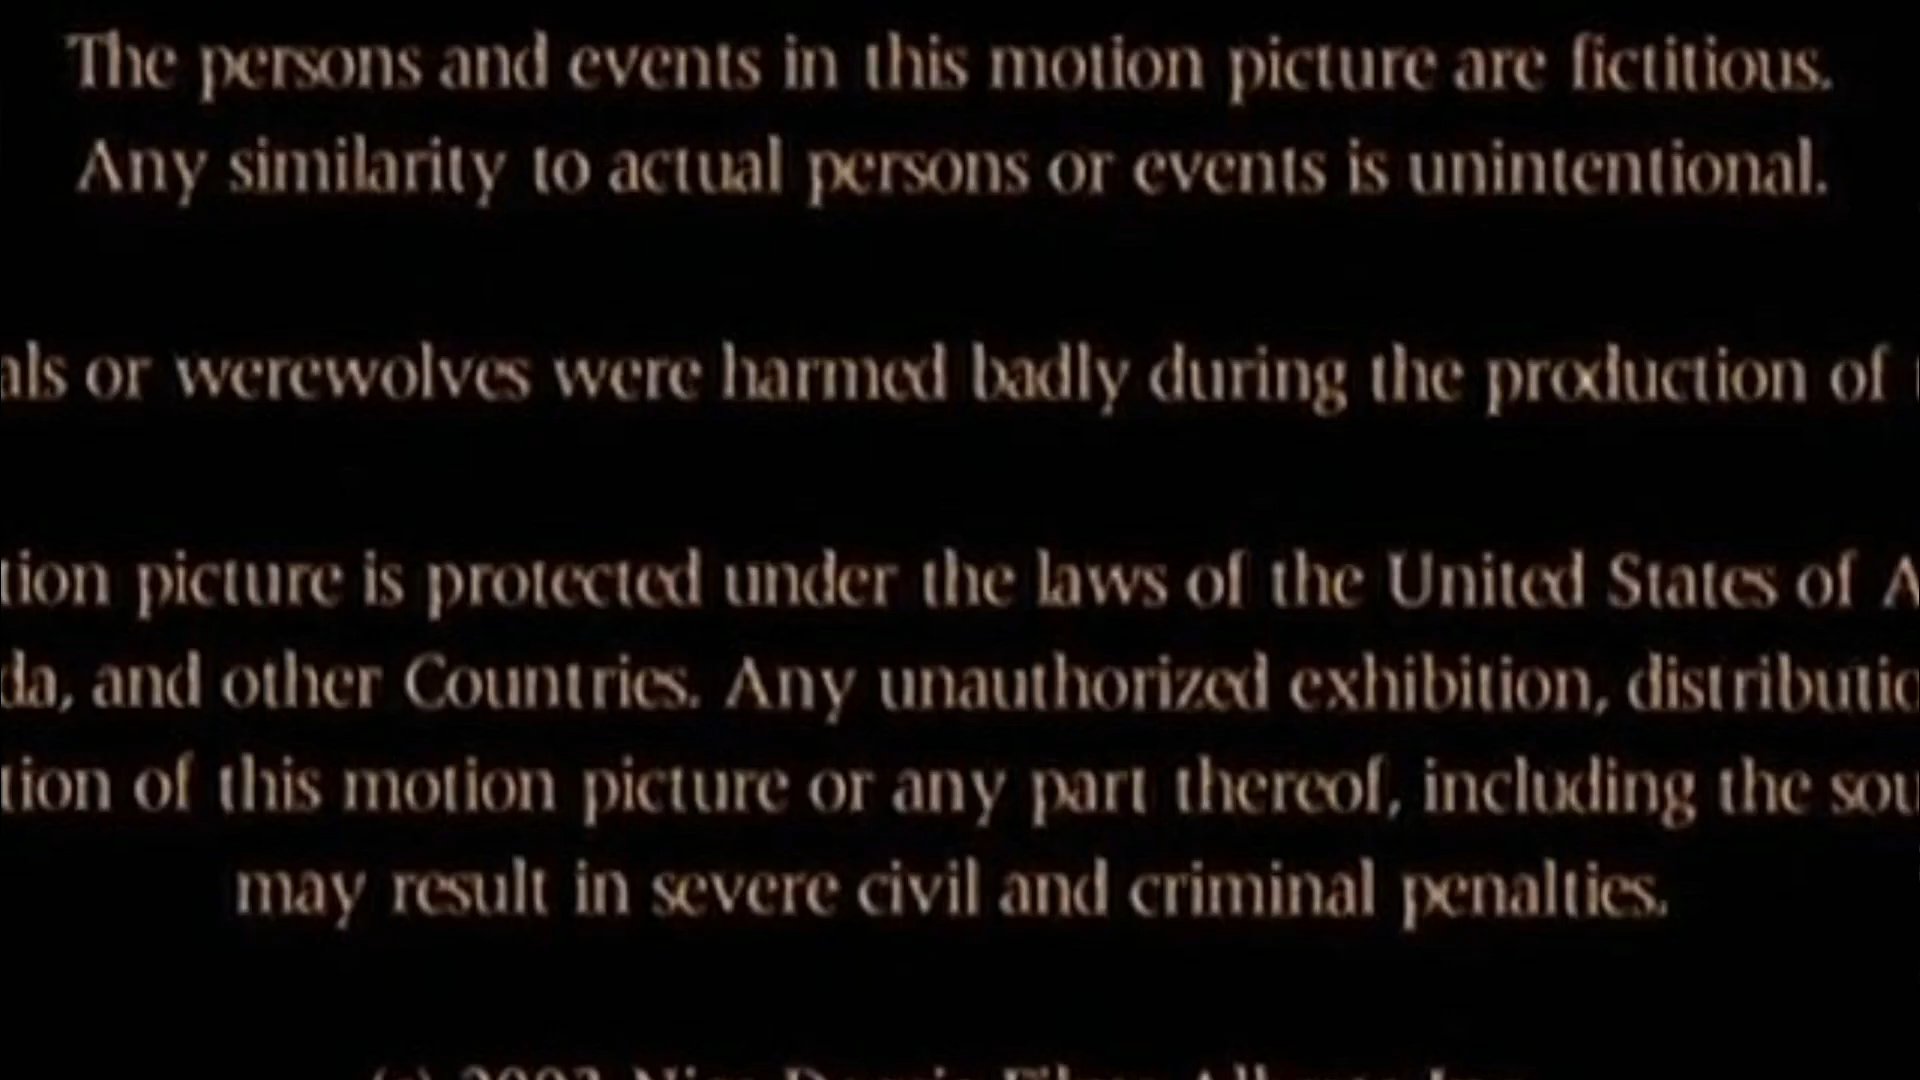 The persons and events in this motion picture are fictitious.
Any similarity to actual persons or events is unintentional.
als or werewolves were harmed badly during the production of
tion picture is protected under the laws of the United States of A
da, and other Countries. Any unauthorized exhibition, distributio
tion of this motion picture or any part thereof, including the sou
may result in severe civil and criminal penalties.
(c) 2003